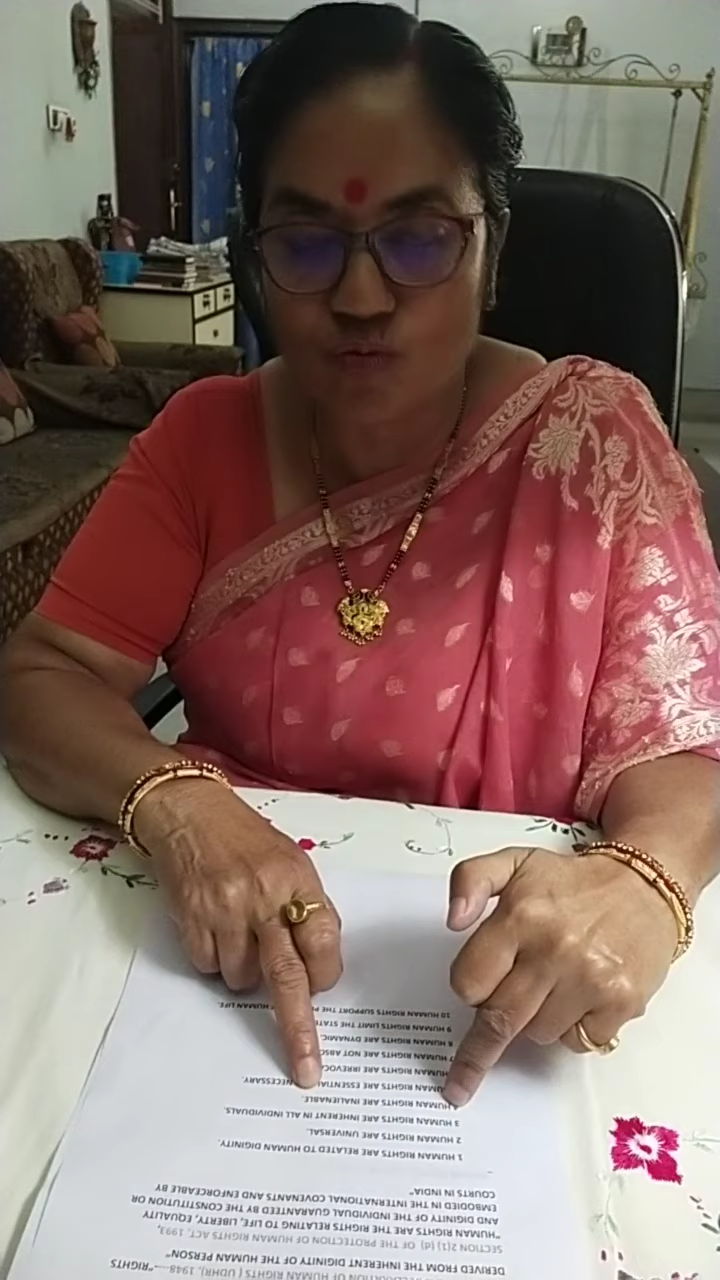 DECLARATION OF HUMAN RIGHTS ( UDHR), 1948----"RIGHTS
DERIVED FROM THE INHERENT DIGINITY OF THE HUMAN PERSON"
SECTION 2(1) (d) OF THE PROTECTION OF HUMAN RIGHTS ACT, 1993,
"HUMAN RIGHTS ARE THE RIGHTS RELATING TO LIFE, LIBERTY, EQUALITY
AND DIGNITY OF THE INDIVIDUAL GUARANTEED BY THE CONSTITUTION OR
EMBODIED IN THE INTERNATIONAL COVENANTS AND ENFORCEABLE BY
COURTS IN INDIA"
1 HUMAN RIGHTS ARE RELATED TO HUMAN DIGINITY.
2 HUMAN RIGHTS ARE UNIVERSAL.
3 HUMAN RIGHTS ARE INHERENT IN ALL INDIVIDUALS.
4 HUMAN RIGHTS ARE INALIENABLE.
HUMAN RIGHTS ARE ESSENTIAL NECESSARY.
HUMAN RIGHTS ARE
7 HUMAN RIGHTS ARE NOT
8 HUMAN RIGHTS ARE DYNAMIC.
9 HUMAN RIGHTS LIMIT THE STATE
10 HUMAN RIGHTS SUPPORT THE HUMAN LIFE.